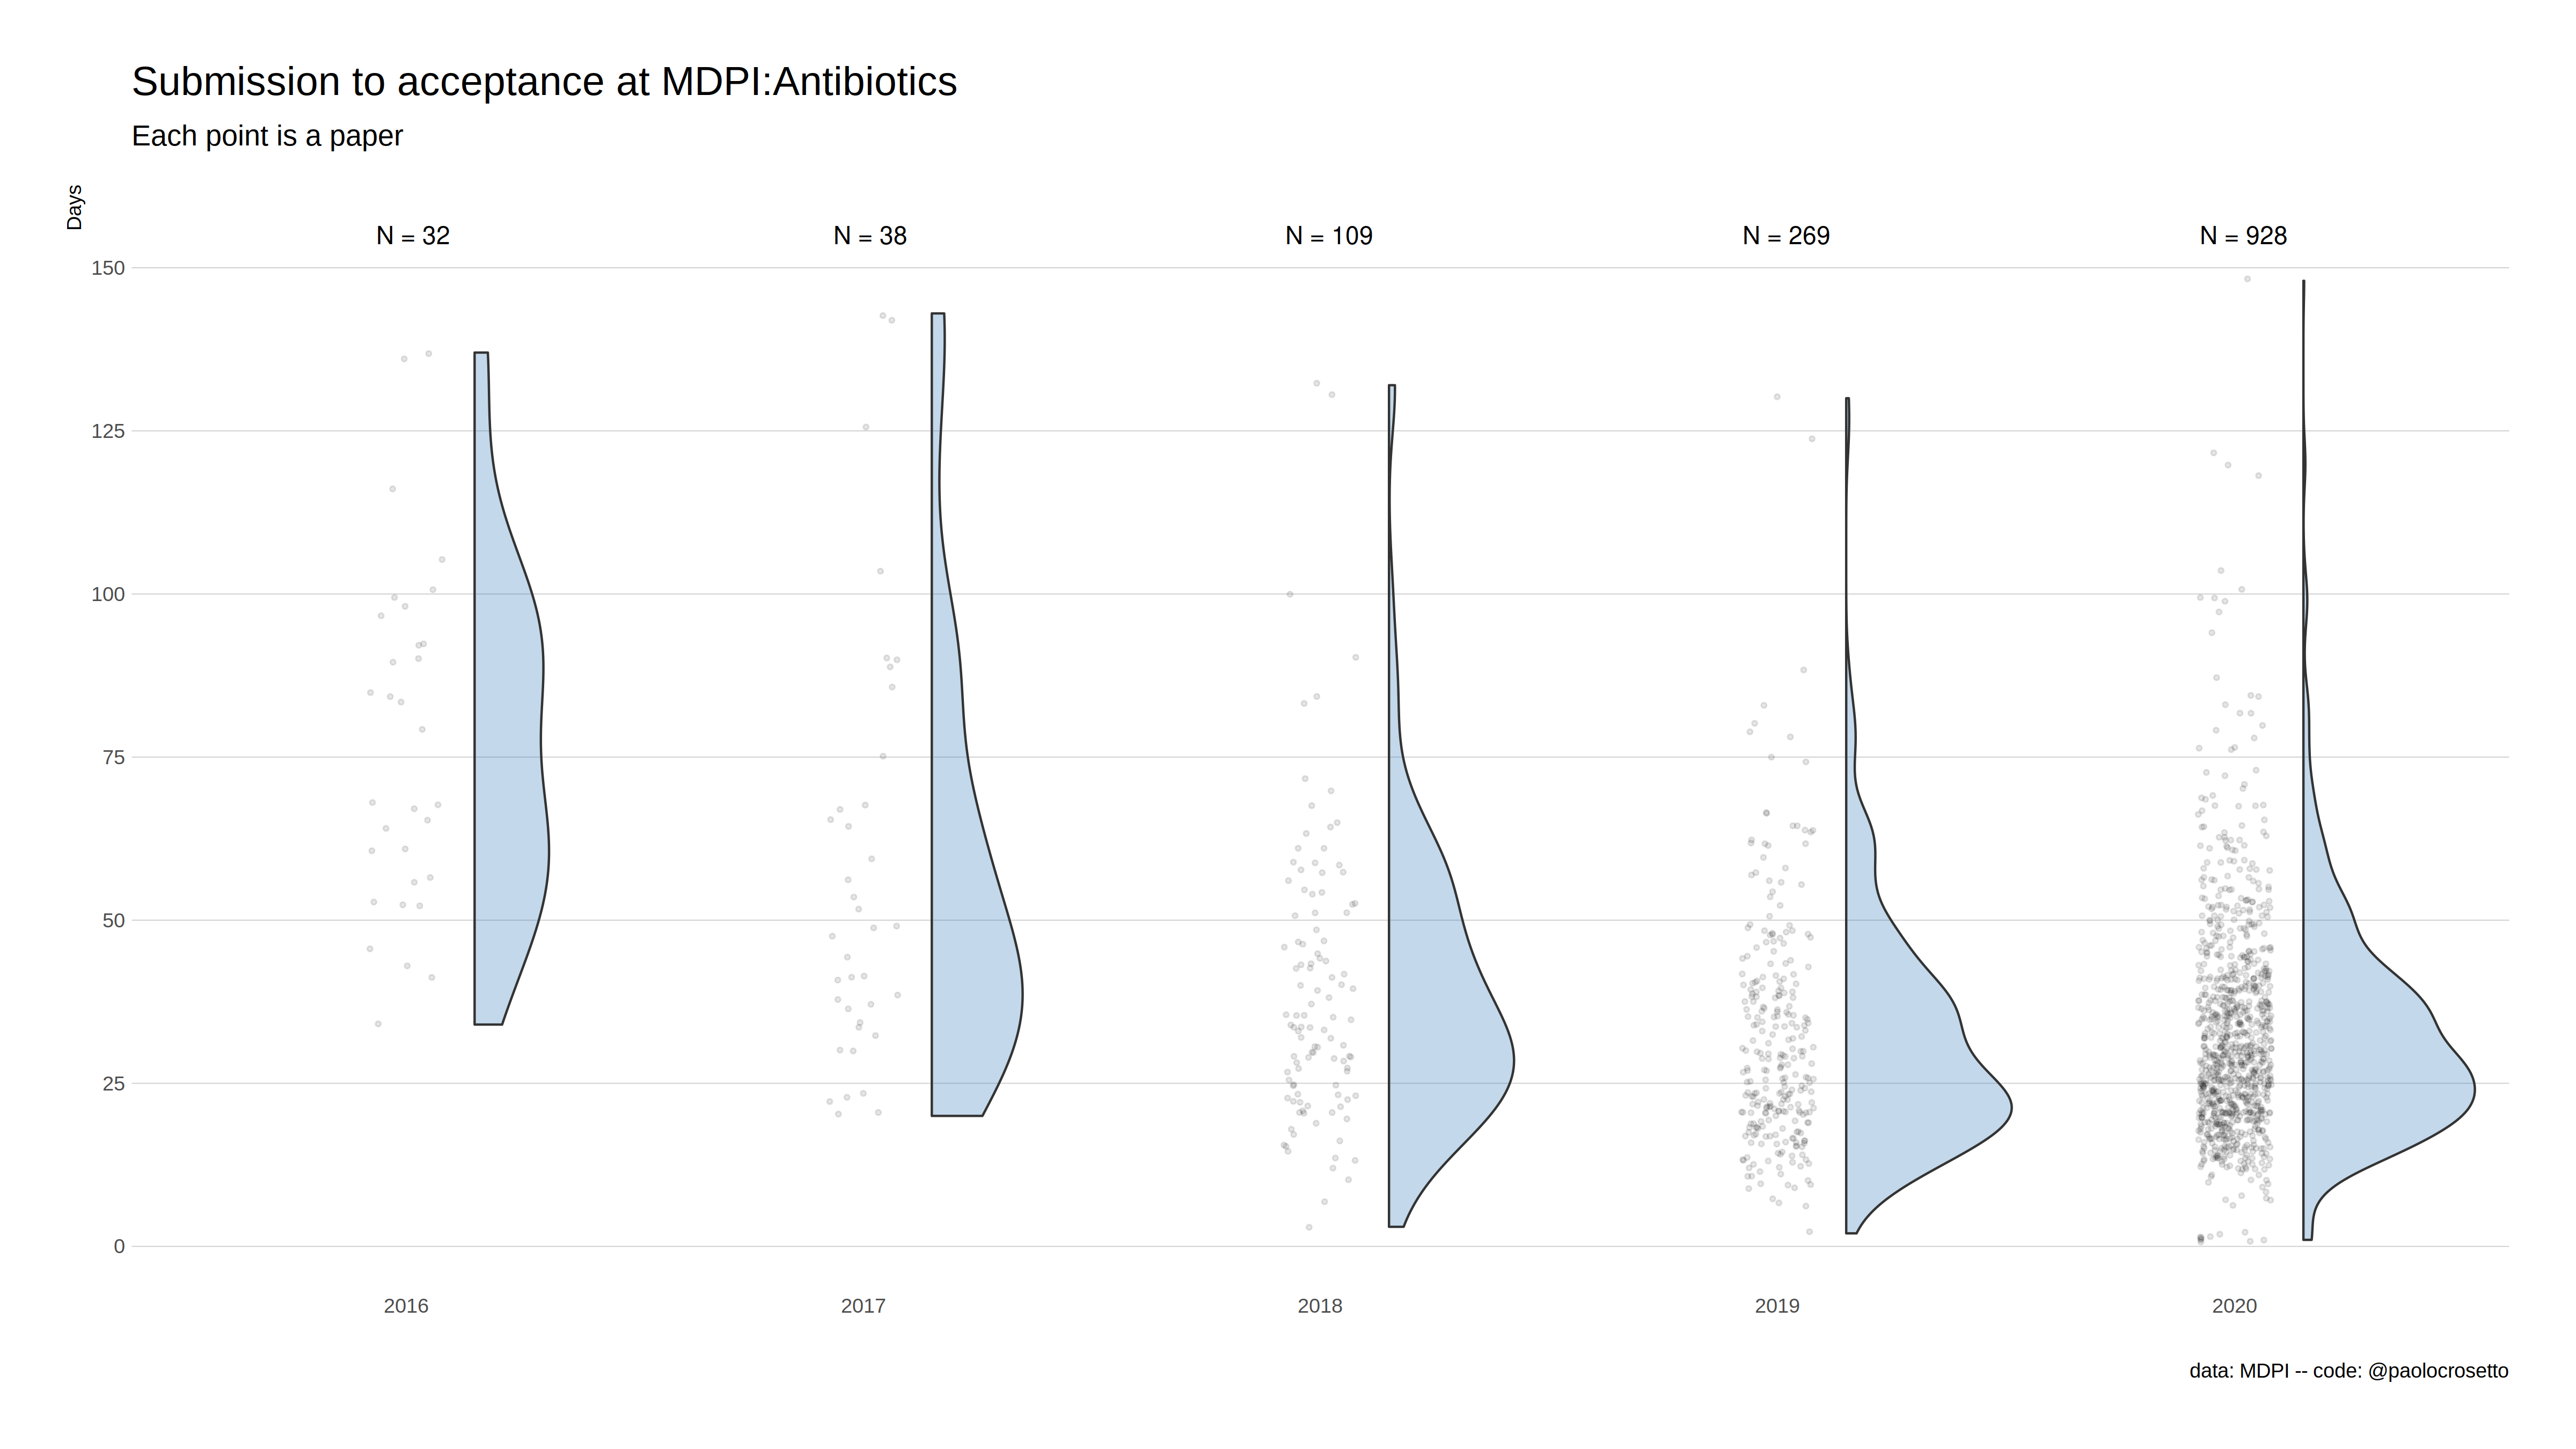 Submission to acceptance at MDPI:Antibiotics
Each point is a paper
Days
N = 32
N = 38
N = 109
N = 269
N = 928
150
125
100
75
50
25
0
2016
2017
2018
2019
2020
data: MDPI -- code: @paolocrosetto